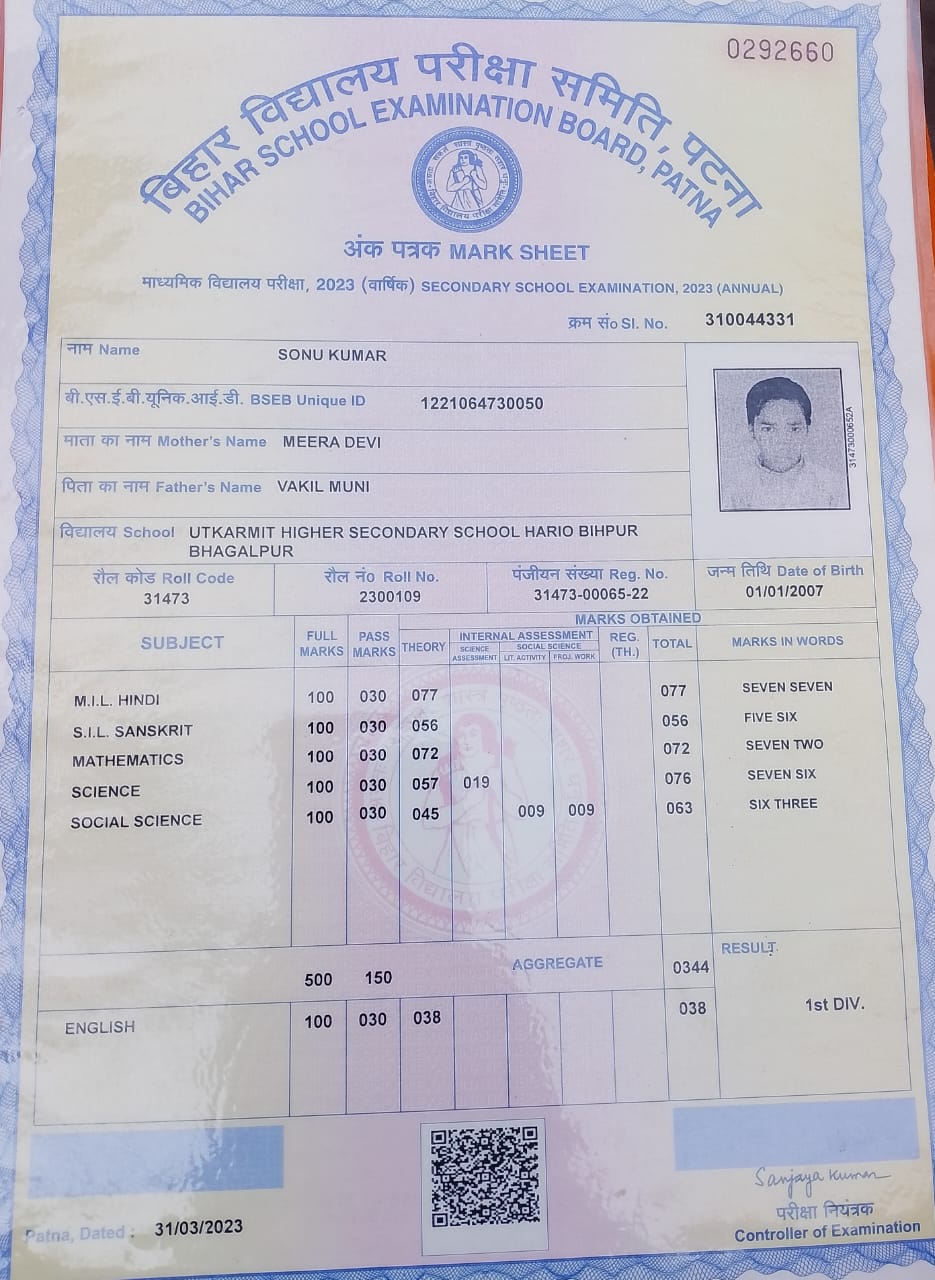 0292660
बिहार विद्यालय परीक्षा समिति, पटना
BIHAR SCHOOL EXAMINATION BOARD, PATNA
अंक पत्रक MARK SHEET
माध्यमिक विद्यालय परीक्षा, 2023 (वार्षिक) SECONDARY SCHOOL EXAMINATION, 2023 (ANNUAL)
क्रम सं० Sl. No. 310044331
नाम Name SONU KUMAR
बी.एस.ई.बी.यूनिक.आई.डी. BSEB Unique ID 1221064730050
माता का नाम Mother's Name MEERA DEVI
पिता का नाम Father's Name VAKIL MUNI
31473000652A
विद्यालय School UTKARMIT HIGHER SECONDARY SCHOOL HARIO BIHPUR
BHAGALPUR
रौल कोड Roll Code रौल नं० Roll No. पंजीयन संख्या Reg. No. जन्म तिथि Date of Birth
31473 2300109 31473-00065-22 01/01/2007
MARKS OBTAINED
SUBJECT FULL MARKS PASS MARKS THEORY INTERNAL ASSESSMENT REG. (TH.) TOTAL MARKS IN WORDS
SCIENCE ASSESSMENT SOCIAL SCIENCE
LIT. ACTIVITY PROJ. WORK
M.I.L. HINDI 100 030 077 077 SEVEN SEVEN
S.I.L. SANSKRIT 100 030 056 056 FIVE SIX
MATHEMATICS 100 030 072 072 SEVEN TWO
SCIENCE 100 030 057 019 076 SEVEN SIX
SOCIAL SCIENCE 100 030 045 009 009 063 SIX THREE
500 150 AGGREGATE 0344 RESULT
ENGLISH 100 030 038 038 1st DIV.
Sanjaya Kumar
परीक्षा नियंत्रक
Patna, Dated : 31/03/2023 Controller of Examination